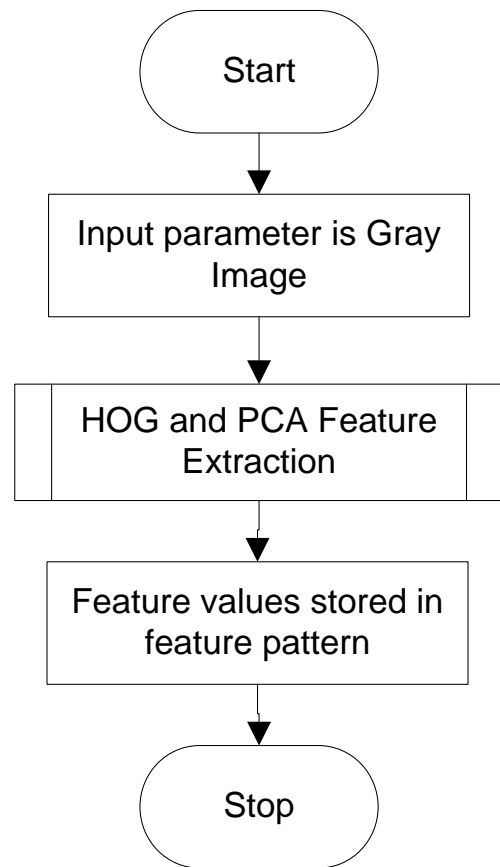 Start
Input parameter is Gray
Image
HOG and PCA Feature
Extraction
Feature values stored in
feature pattern
Stop